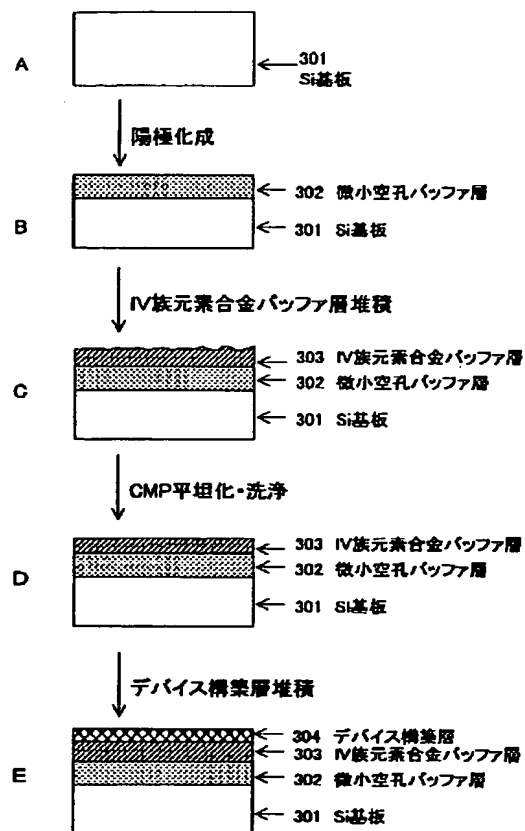 A
301
Si基板
陽極化成
302 微小空孔バッファ層
B
301 Si基板
IV族元素合金バッファ層堆積
303 IV族元素合金バッファ層
302 微小空孔バッファ層
C
301 Si基板
CMP平坦化・洗浄
303 IV族元素合金バッファ層
302 微小空孔バッファ層
D
301 Si基板
デバイス構築層堆積
304 デバイス構築層
303 IV族元素合金バッファ層
E
302 微小空孔バッファ層
301 Si基板